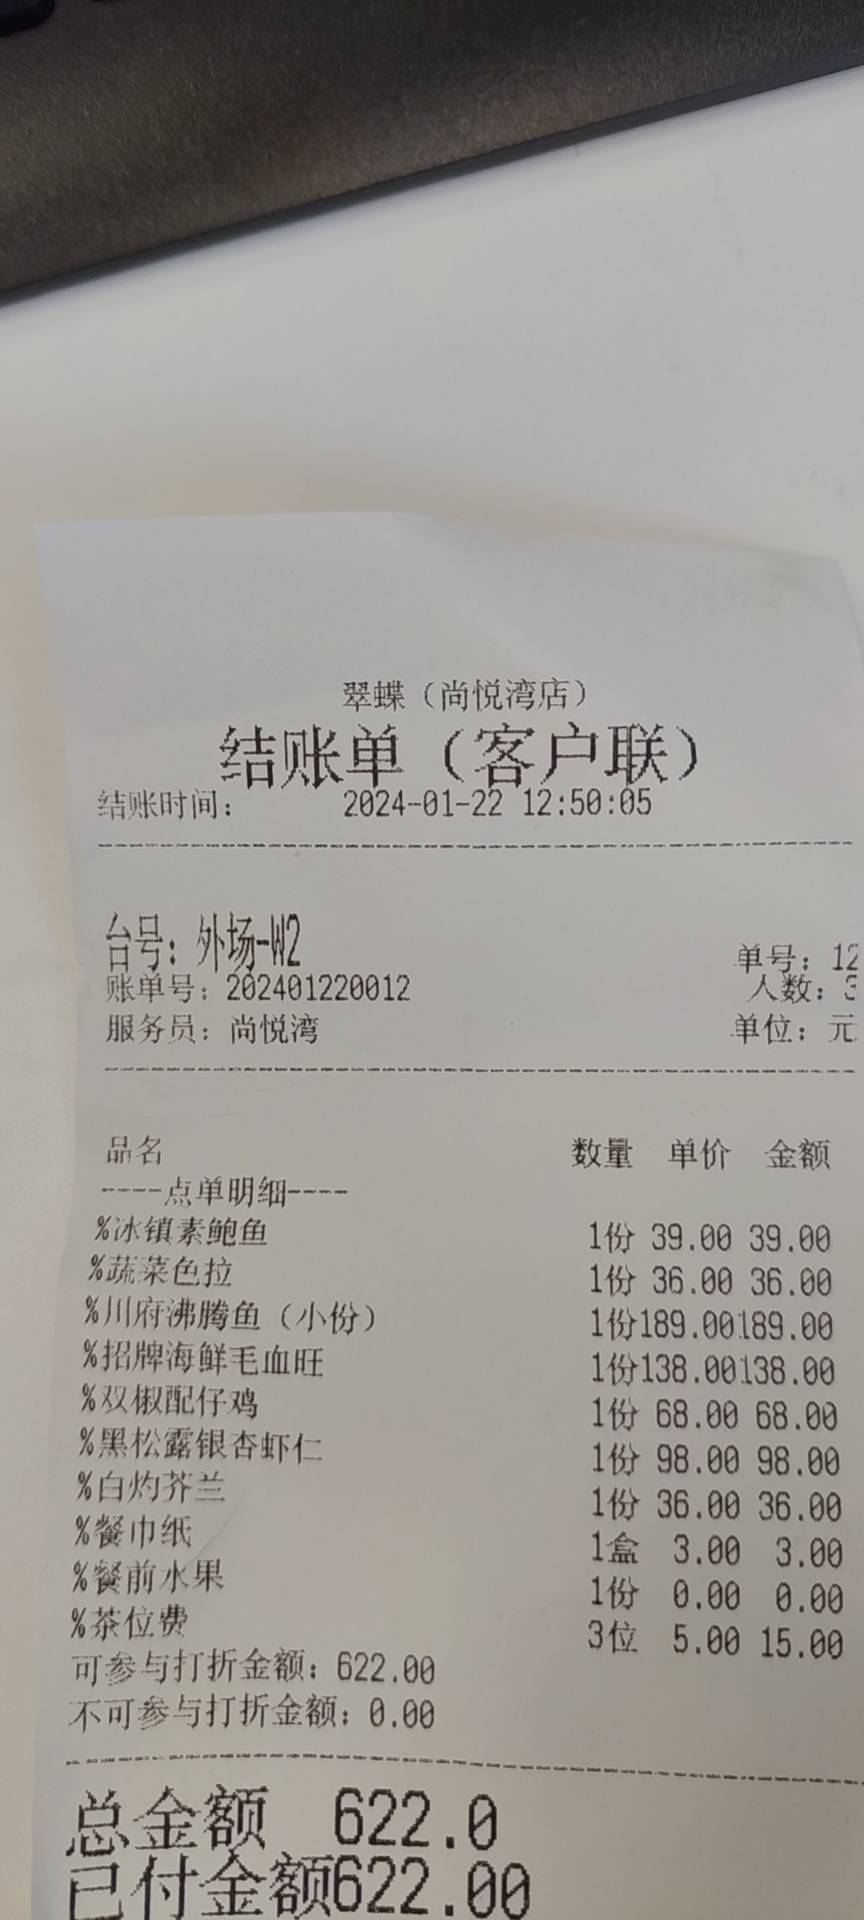 翠蝶（尚悦湾店）
结账单（客户联）
结账时间： 2024-01-22 12:50:05
台号：外场-W2
单号：12
账单号：202401220012
人数：3
服务员：尚悦湾
单位：元
品名 数量 单价 金额
----点单明细----
%冰镇素鲍鱼 1份 39.00 39.00
%蔬菜色拉 1份 36.00 36.00
%川府沸腾鱼（小份） 1份 189.00 189.00
%招牌海鲜毛血旺 1份 138.00 138.00
%双椒配仔鸡 1份 68.00 68.00
%黑松露银杏虾仁 1份 98.00 98.00
%白灼芥兰 1份 36.00 36.00
%餐巾纸 1盒 3.00 3.00
%餐前水果 1份 0.00 0.00
%茶位费 3位 5.00 15.00
可参与打折金额：622.00
不可参与打折金额：0.00
总金额 622.0
已付金额622.00